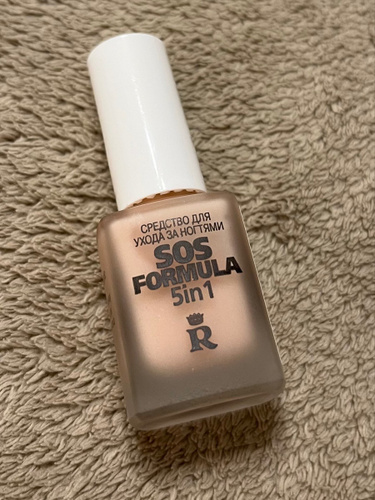 СРЕДСТВО ДЛЯ
УХОДА ЗА НОГТЯМИ
SOS
FORMULA
5in1
R